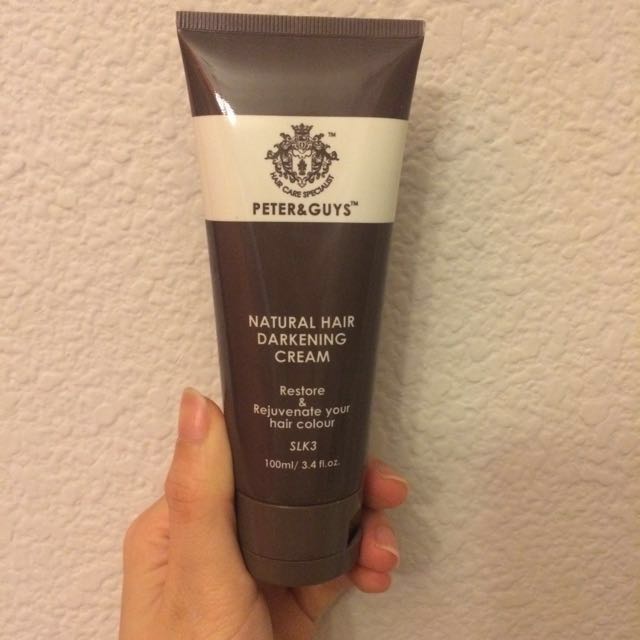 TM
HAIR CARE SPECIALIST
PETER&GUYS™
NATURAL HAIR
DARKENING
CREAM
Restore
&
Rejuvenate your
hair colour
SLK3
100ml/ 3.4 fl.oz.